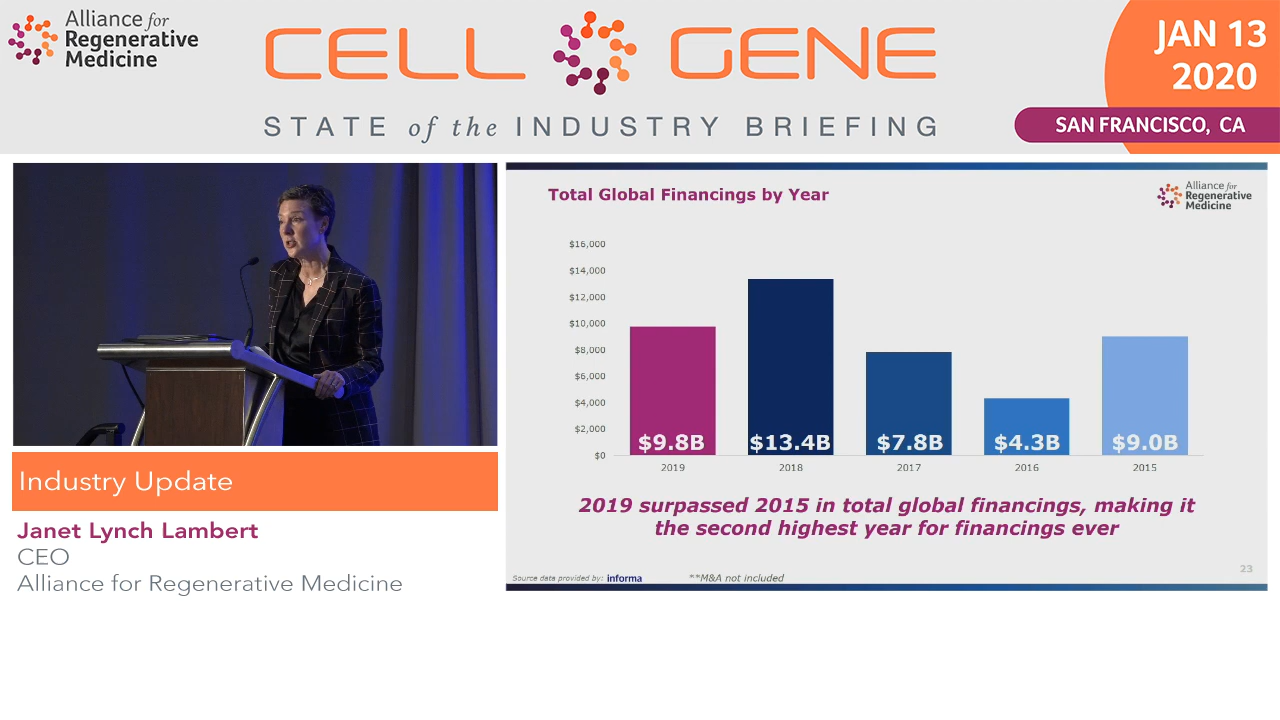 Alliance for
Regenerative
Medicine
CELL GENE
STATE of the INDUSTRY BRIEFING
JAN 13
2020
SAN FRANCISCO, CA
Industry Update
Janet Lynch Lambert
CEO
Alliance for Regenerative Medicine
Total Global Financings by Year
Alliance for
Regenerative
Medicine
$16,000
$14,000
$12,000
$10,000
$8,000
$6,000
$4,000
$2,000
$0
$9.8B $13.4B $7.8B $4.3B $9.0B
2019 2018 2017 2016 2015
2019 surpassed 2015 in total global financings, making it
the second highest year for financings ever
Source data provided by: informa **M&A not included
23